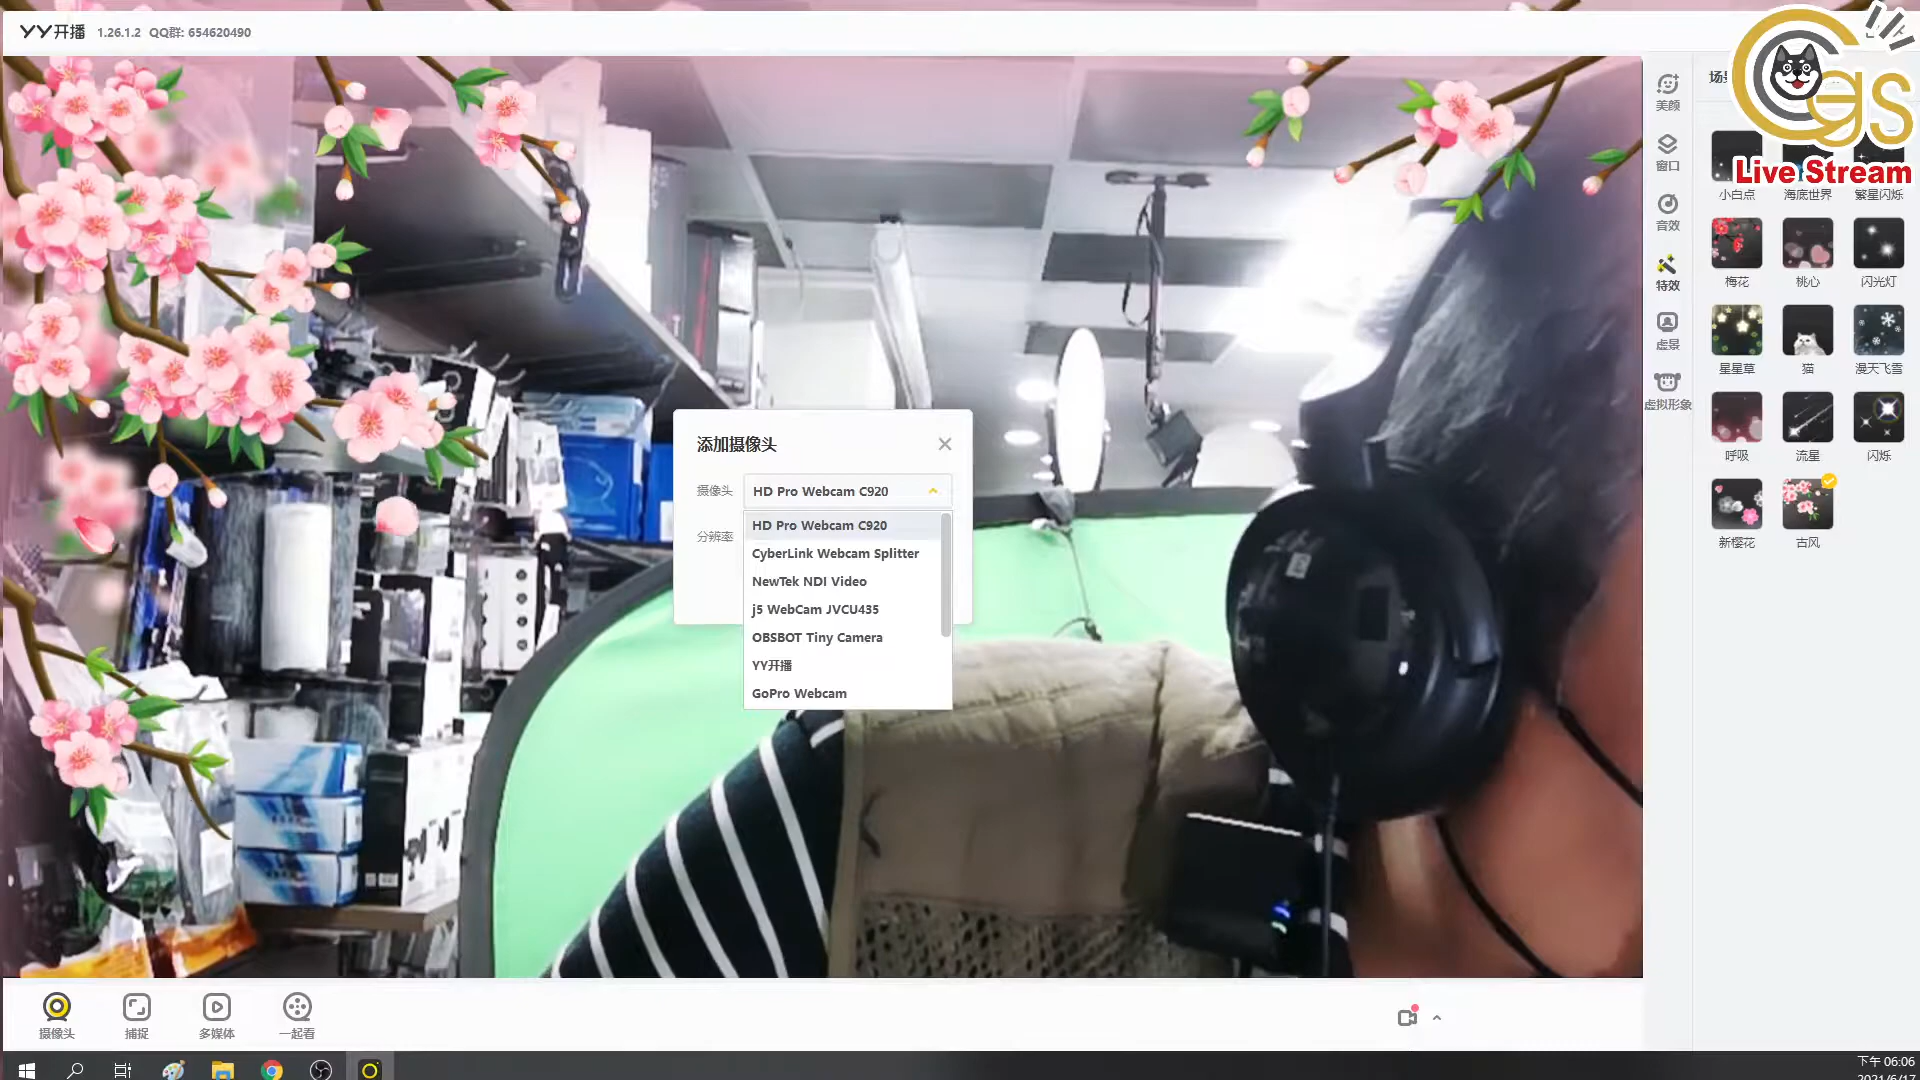 YY开播 1.26.1.2 QQ群: 654620490
Cgs
Live Stream
美颜
窗口
音效
特效
虚景
虚拟形象
小白点 海底世界 繁星闪烁
梅花 桃心 闪光灯
星星草 猫 漫天飞雪
呼吸 流星 闪烁
新樱花 古风
添加摄像头
摄像头 HD Pro Webcam C920
分辨率
HD Pro Webcam C920
CyberLink Webcam Splitter
NewTek NDI Video
j5 WebCam JVCU435
OBSBOT Tiny Camera
YY开播
GoPro Webcam
摄像头 捕捉 多媒体 一起看
下午 06:06
2021/6/17